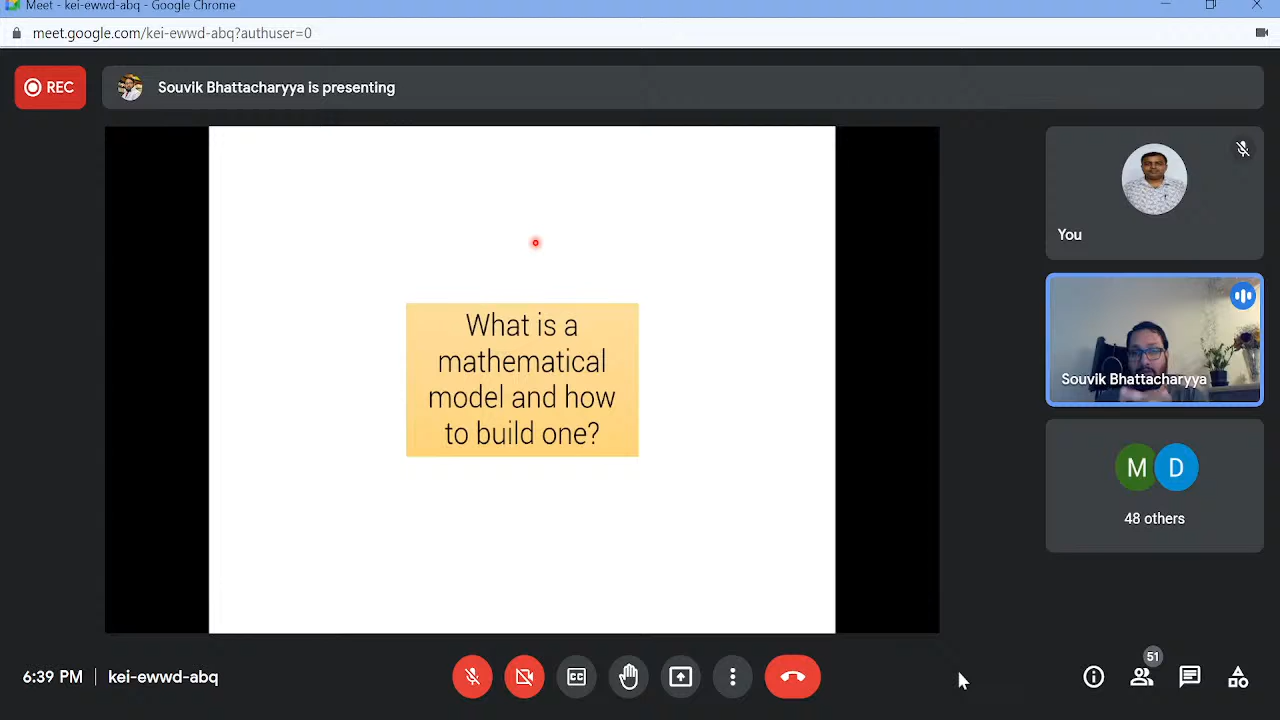 Meet - kei-ewwd-abq - Google Chrome
meet.google.com/kei-ewwd-abq?authuser=0
REC
Souvik Bhattacharyya is presenting
What is a
mathematical
model and how
to build one?
You
Souvik Bhattacharyya
M D
48 others
6:39 PM | kei-ewwd-abq
CC
51